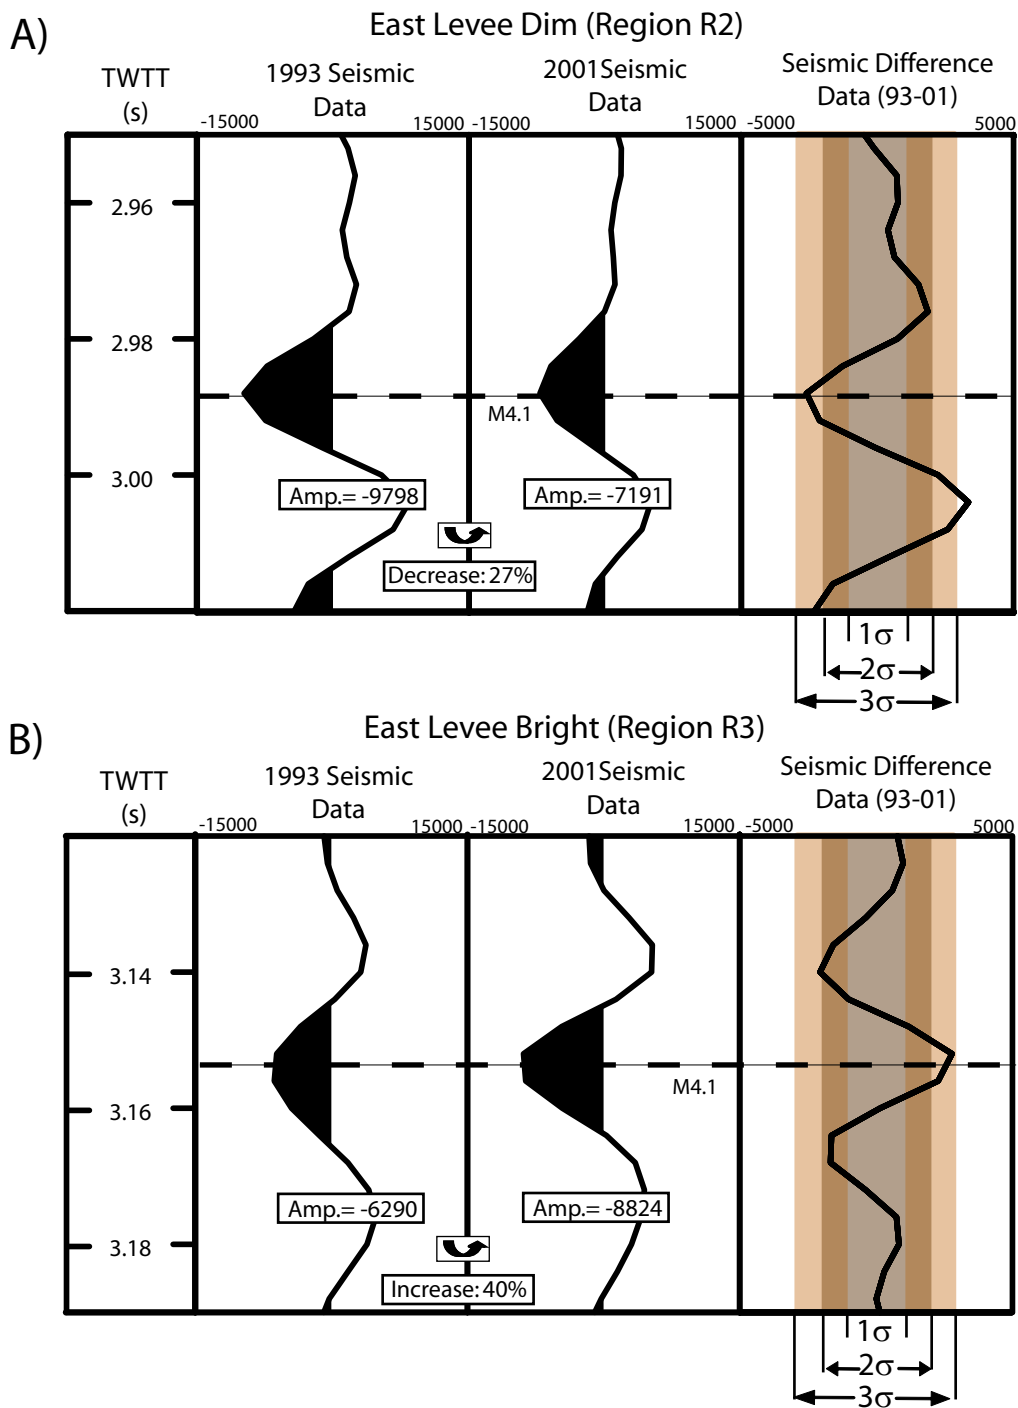 A)
East Levee Dim (Region R2)
TWTT
(s)
1993 Seismic
Data
2001Seismic
Data
Seismic Difference
Data (93-01)
-15000
15000
-15000
15000
-5000
5000
2.96
2.98
M4.1
3.00
Amp.= -9798
Amp.= -7191
Decrease: 27%
1σ
2σ
3σ
B)
East Levee Bright (Region R3)
TWTT
(s)
1993 Seismic
Data
2001Seismic
Data
Seismic Difference
Data (93-01)
-15000
15000
-15000
15000
-5000
5000
3.14
M4.1
3.16
Amp.= -6290
Amp.= -8824
3.18
Increase: 40%
1σ
2σ
3σ